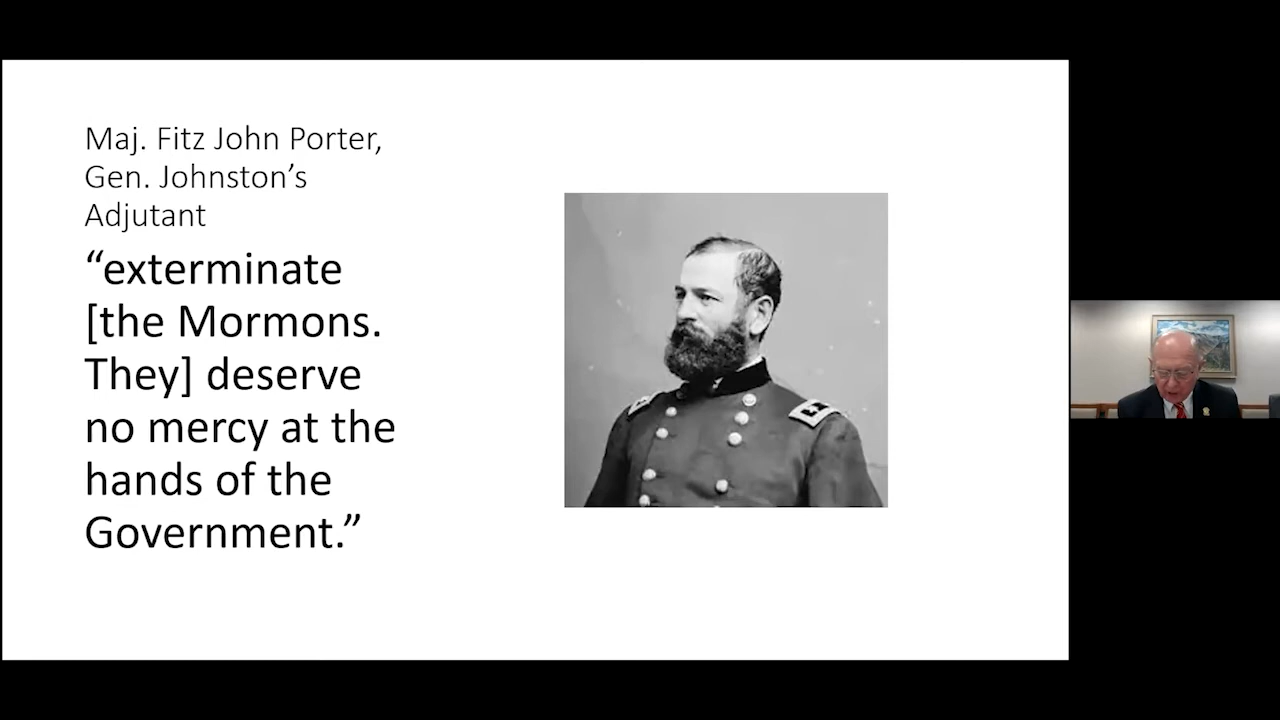 Maj. Fitz John Porter,
Gen. Johnston’s
Adjutant
“exterminate
[the Mormons.
They] deserve
no mercy at the
hands of the
Government.”